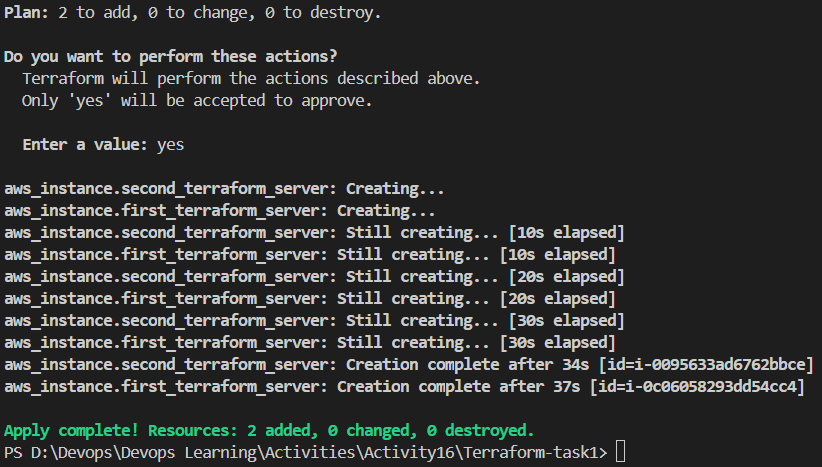 Plan: 2 to add, 0 to change, 0 to destroy.
Do you want to perform these actions?
Terraform will perform the actions described above.
Only 'yes' will be accepted to approve.
Enter a value: yes
aws_instance.second_terraform_server: Creating...
aws_instance.first_terraform_server: Creating...
aws_instance.second_terraform_server: Still creating... [10s elapsed]
aws_instance.first_terraform_server: Still creating... [10s elapsed]
aws_instance.second_terraform_server: Still creating... [20s elapsed]
aws_instance.first_terraform_server: Still creating... [20s elapsed]
aws_instance.second_terraform_server: Still creating... [30s elapsed]
aws_instance.first_terraform_server: Still creating... [30s elapsed]
aws_instance.second_terraform_server: Creation complete after 34s [id=i-0095633ad6762bbce]
aws_instance.first_terraform_server: Creation complete after 37s [id=i-0c06058293dd54cc4]
Apply complete! Resources: 2 added, 0 changed, 0 destroyed.
PS D:\Devops\Devops Learning\Activities\Activity16\Terraform-task1>